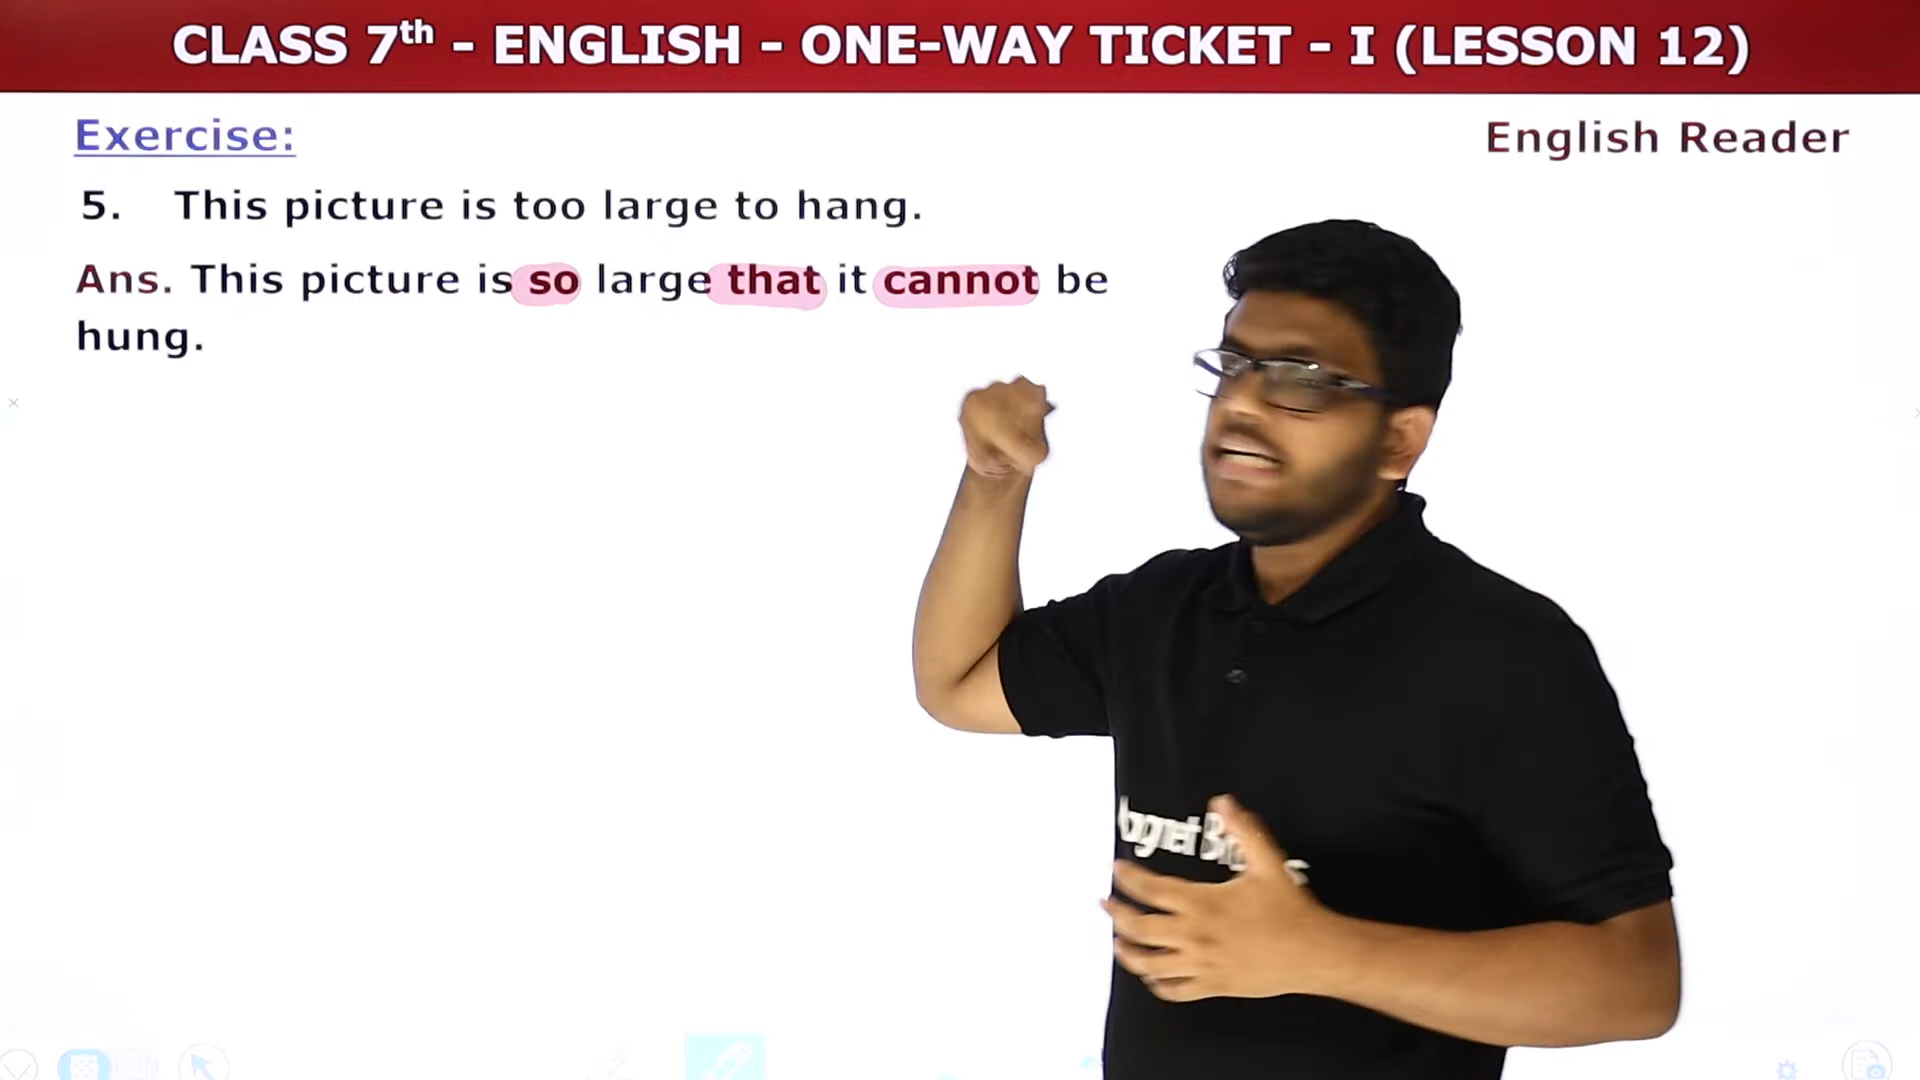 CLASS 7th - ENGLISH - ONE-WAY TICKET - I (LESSON 12)
Exercise:
English Reader
5. This picture is too large to hang.
Ans. This picture is so large that it cannot be
hung.